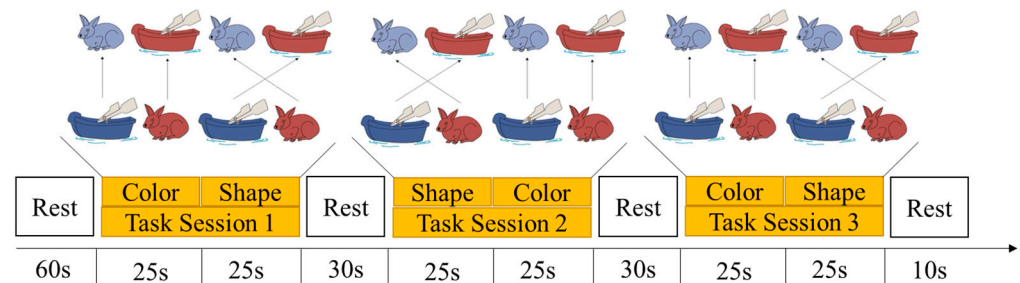 Color Shape Shape Color Color Shape
Rest Rest Rest Rest
Task Session 1 Task Session 2 Task Session 3
60s 25s 25s 30s 25s 25s 30s 25s 25s 10s